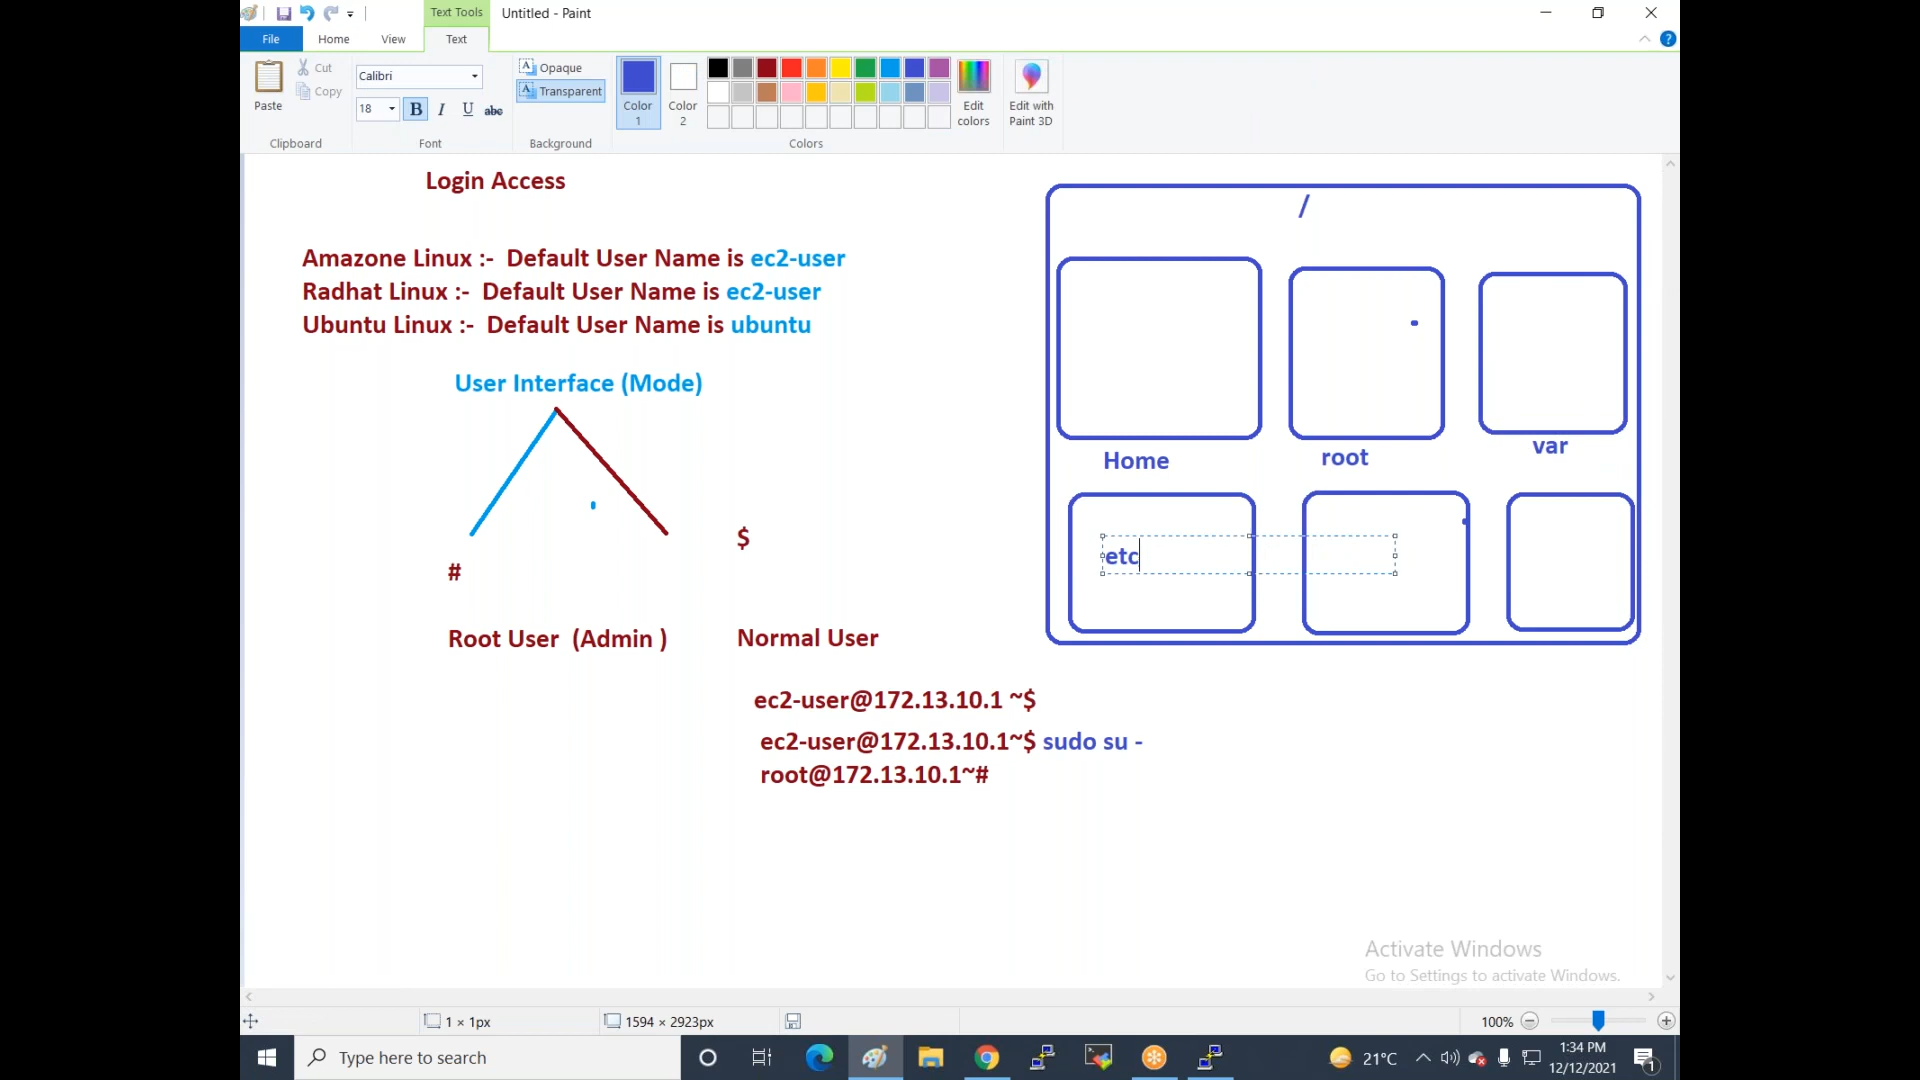 Text Tools
Untitled - Paint
File
Home
View
Text
Paste
Cut
Copy
Clipboard
Calibri
18
B
I
U
abc
Font
A Opaque
A Transparent
Background
Color 1
Color 2
Edit colors
Colors
Edit with Paint 3D
Login Access
Amazone Linux :- Default User Name is ec2-user
Radhat Linux :- Default User Name is ec2-user
Ubuntu Linux :- Default User Name is ubuntu
User Interface (Mode)
#
$
Root User (Admin )
Normal User
ec2-user@172.13.10.1 ~$
ec2-user@172.13.10.1~$ sudo su -
root@172.13.10.1~#
/
Home
root
var
etc
Activate Windows
Go to Settings to activate Windows.
1 × 1px
1594 × 2923px
100%
Type here to search
21°C
1:34 PM
12/12/2021
1